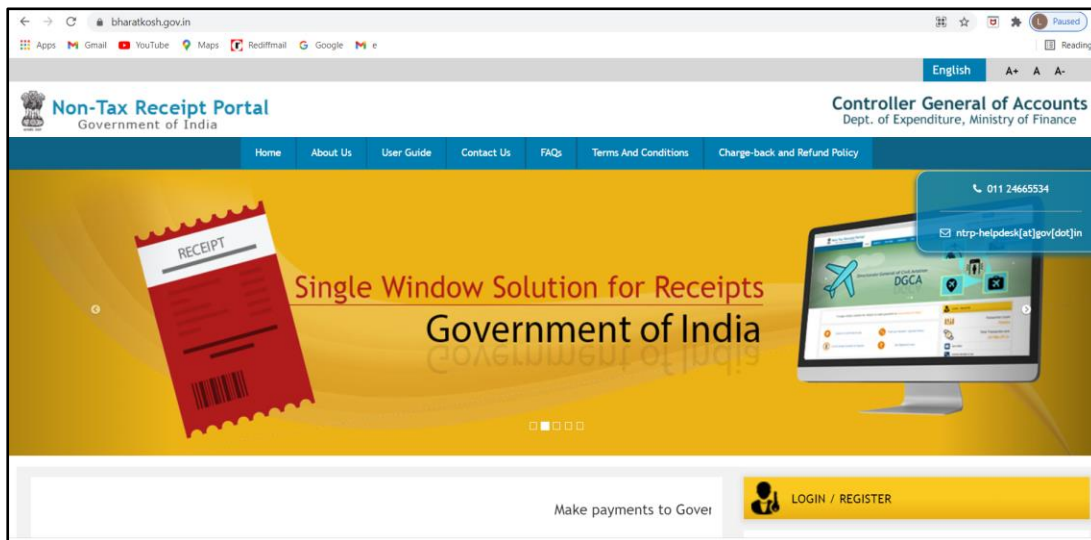 bharatkosh.gov.in
Paused
Apps Gmail YouTube Maps Rediffmail Google e
Reading
English A+ A A-
Non-Tax Receipt Portal
Government of India
Controller General of Accounts
Dept. of Expenditure, Ministry of Finance
Home About Us User Guide Contact Us FAQs Terms And Conditions Charge-back and Refund Policy
011 24665534
ntrp-helpdesk[at]gov[dot]in
RECEIPT
DGCA
Single Window Solution for Receipts
Government of India
Make payments to Gover
LOGIN / REGISTER